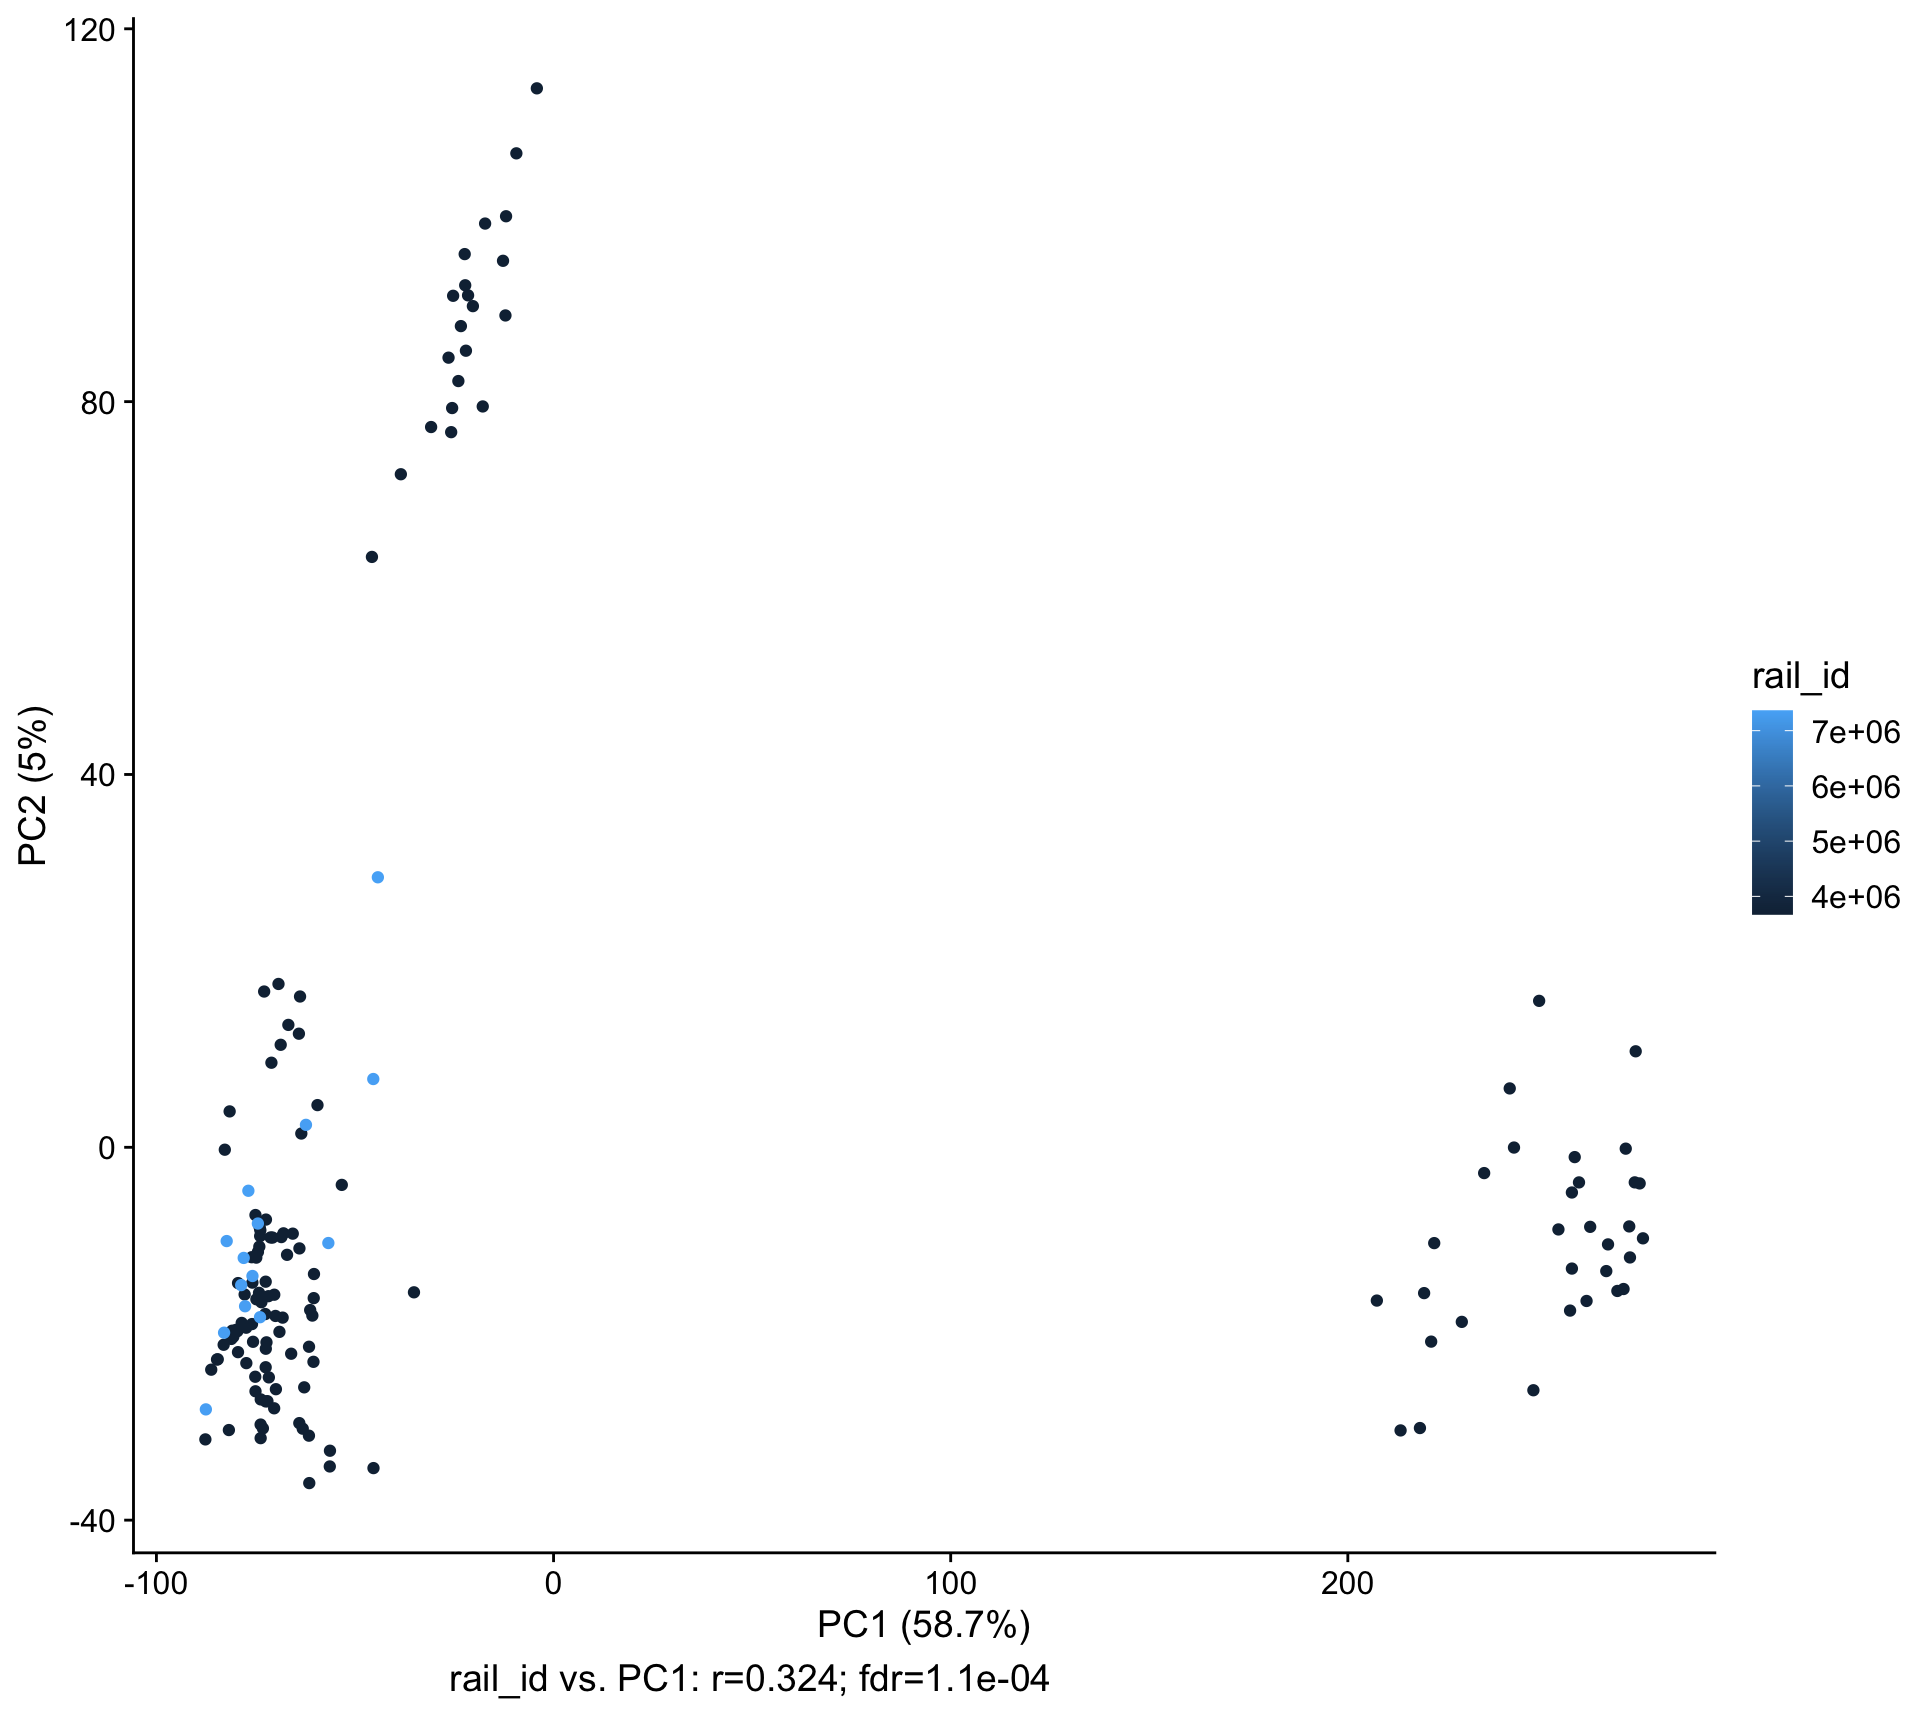 120
80
40
0
-40
PC2 (5%)
-100
0
100
200
PC1 (58.7%)
rail_id vs. PC1: r=0.324; fdr=1.1e-04
rail_id
7e+06
6e+06
5e+06
4e+06